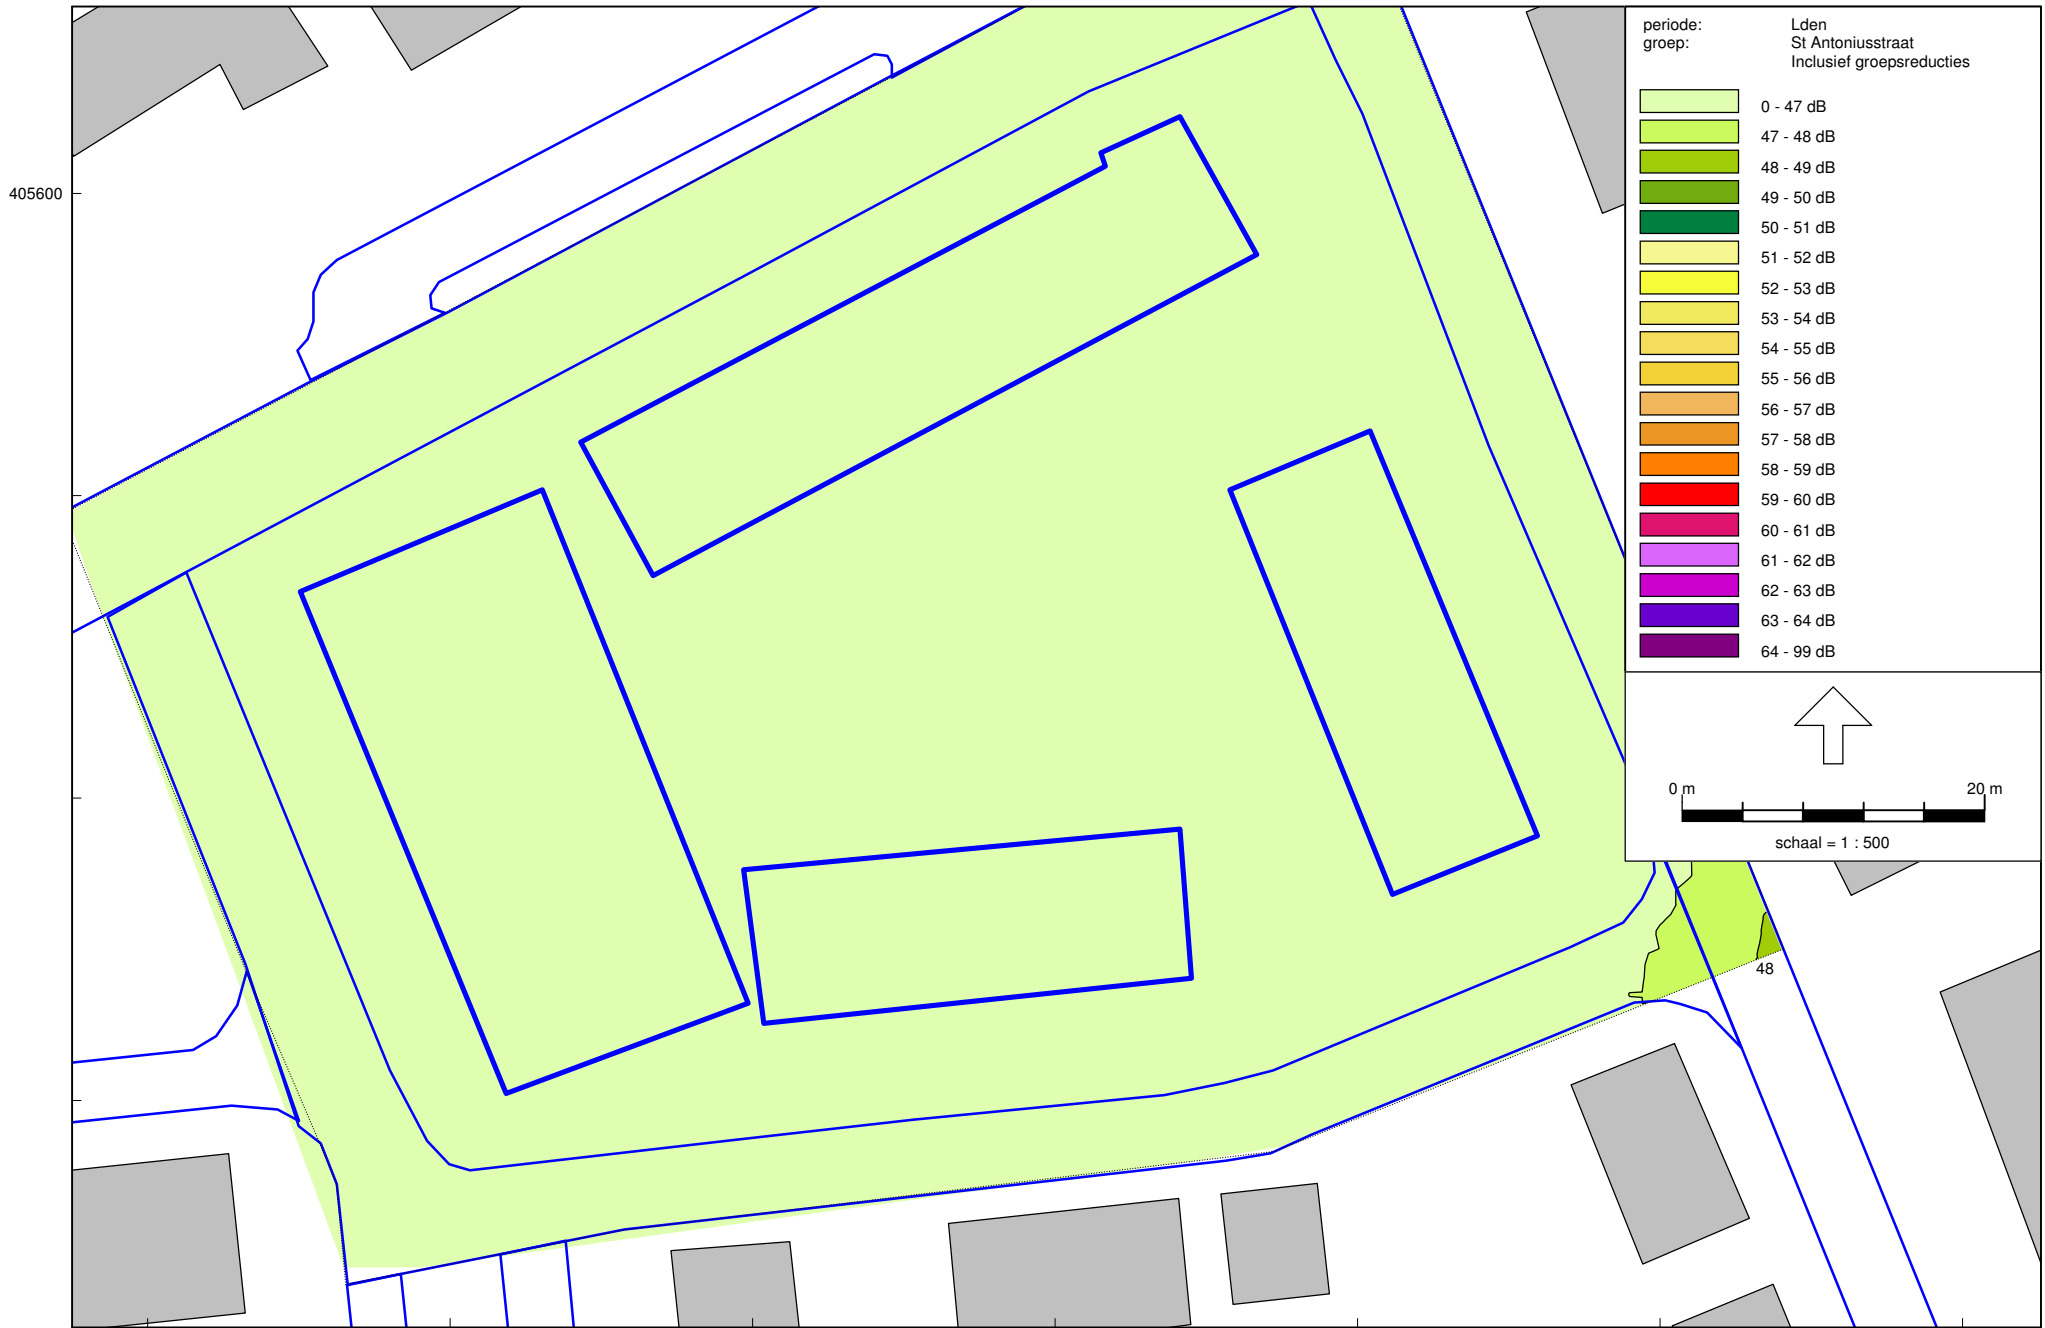 periode: Lden
groep: St Antoniusstraat
Inclusief groepsreducties
0 - 47 dB
47 - 48 dB
48 - 49 dB
405600
49 - 50 dB
50 - 51 dB
51 - 52 dB
52 - 53 dB
53 - 54 dB
54 - 55 dB
55 - 56 dB
56 - 57 dB
57 - 58 dB
58 - 59 dB
59 - 60 dB
60 - 61 dB
61 - 62 dB
62 - 63 dB
63 - 64 dB
64 - 99 dB
0 m 20 m
schaal = 1 : 500
48